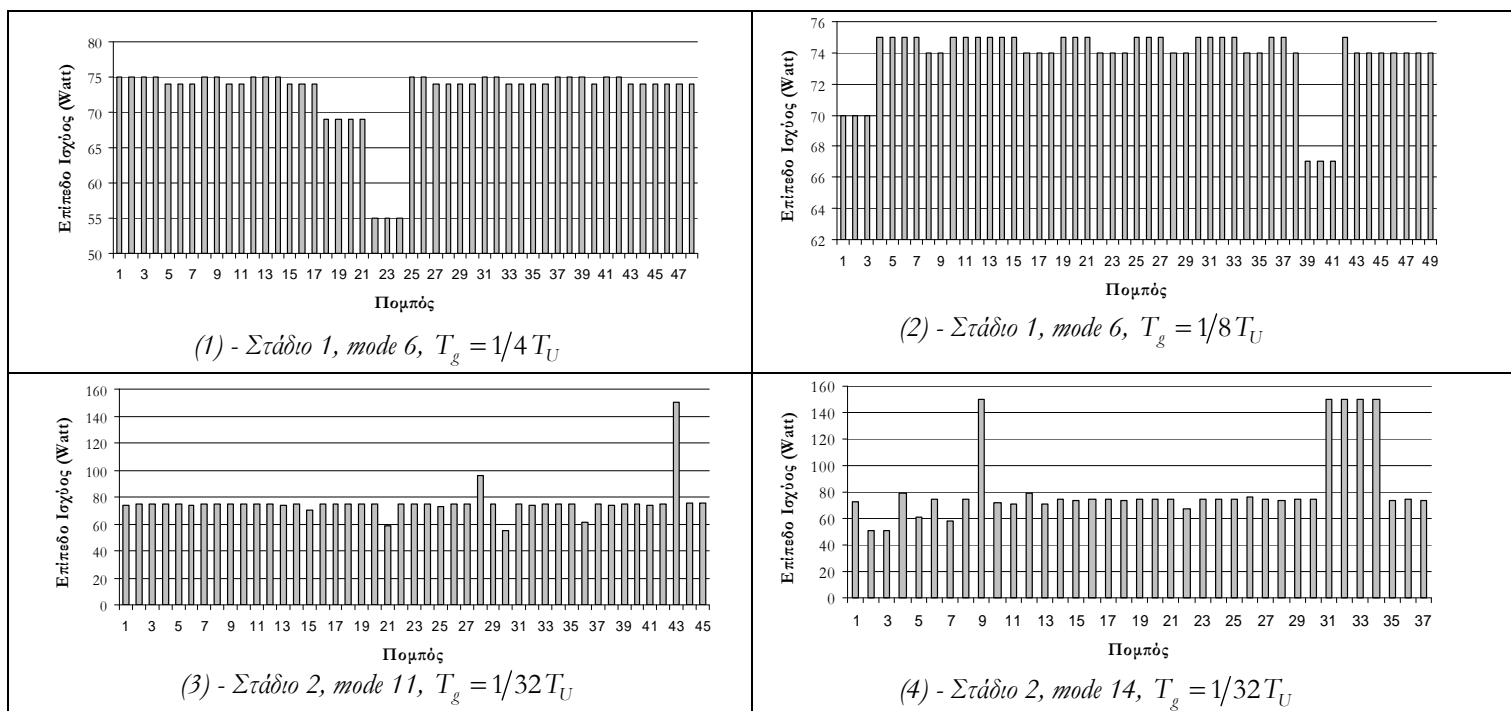 80
75
70
65
60
55
50
Επίπεδο Ισχύος (Watt)
1 3 5 7 9 11 13 15 17 19 21 23 25 27 29 31 33 35 37 39 41 43 45 47
Πομπός
(1) - Στάδιο 1, mode 6, T_g = 1/4 T_U
76
74
72
70
68
66
64
62
Επίπεδο Ισχύος (Watt)
1 3 5 7 9 11 13 15 17 19 21 23 25 27 29 31 33 35 37 39 41 43 45 47 49
Πομπός
(2) - Στάδιο 1, mode 6, T_g = 1/8 T_U
160
140
120
100
80
60
40
20
0
Επίπεδο Ισχύος (Watt)
1 3 5 7 9 11 13 15 17 19 21 23 25 27 29 31 33 35 37 39 41 43 45
Πομπός
(3) - Στάδιο 2, mode 11, T_g = 1/32 T_U
160
140
120
100
80
60
40
20
0
Επίπεδο Ισχύος (Watt)
1 3 5 7 9 11 13 15 17 19 21 23 25 27 29 31 33 35 37
Πομπός
(4) - Στάδιο 2, mode 14, T_g = 1/32 T_U